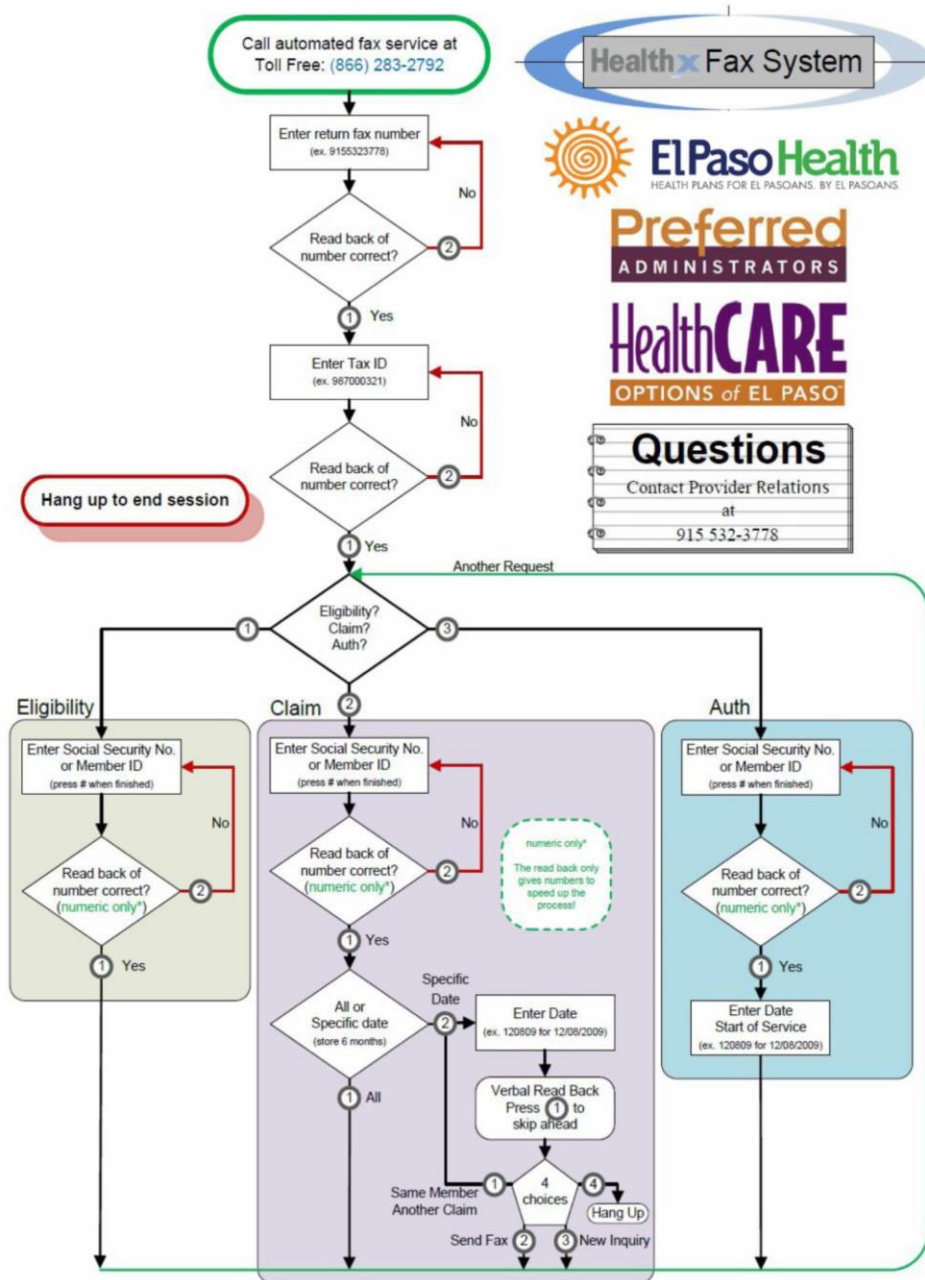 Call automated fax service at
Toll Free: (866) 283-2792
Healthx Fax System
Enter return fax number
(ex. 9155323778)
No
ElPasoHealth
HEALTH PLANS FOR EL PASOANS. BY EL PASOANS.
Read back of
number correct?
2
Preferred
ADMINISTRATORS
1 Yes
HealthCARE
OPTIONS of EL PASO
Enter Tax ID
(ex. 987000321)
No
Read back of
number correct?
2
Questions
Contact Provider Relations
at
915 532-3778
Hang up to end session
1 Yes
Another Request
Eligibility?
Claim?
Auth?
1
3
2
Eligibility
Enter Social Security No.
or Member ID
(press # when finished)
No
Read back of
number correct?
(numeric only*)
2
1 Yes
Claim
Enter Social Security No.
or Member ID
(press # when finished)
No
Read back of
number correct?
(numeric only*)
2
numeric only*
The read back only
gives numbers to
speed up the
process!
1 Yes
All or
Specific date
(store 6 months)
Specific
Date
2
Enter Date
(ex. 120809 for 12/08/2009)
1 All
Verbal Read Back
Press 1 to
skip ahead
4
choices
1
Same Member
Another Claim
4
Hang Up
Send Fax 2
3 New Inquiry
Auth
Enter Social Security No.
or Member ID
(press # when finished)
No
Read back of
number correct?
(numeric only*)
2
1 Yes
Enter Date
Start of Service
(ex. 120809 for 12/08/2009)